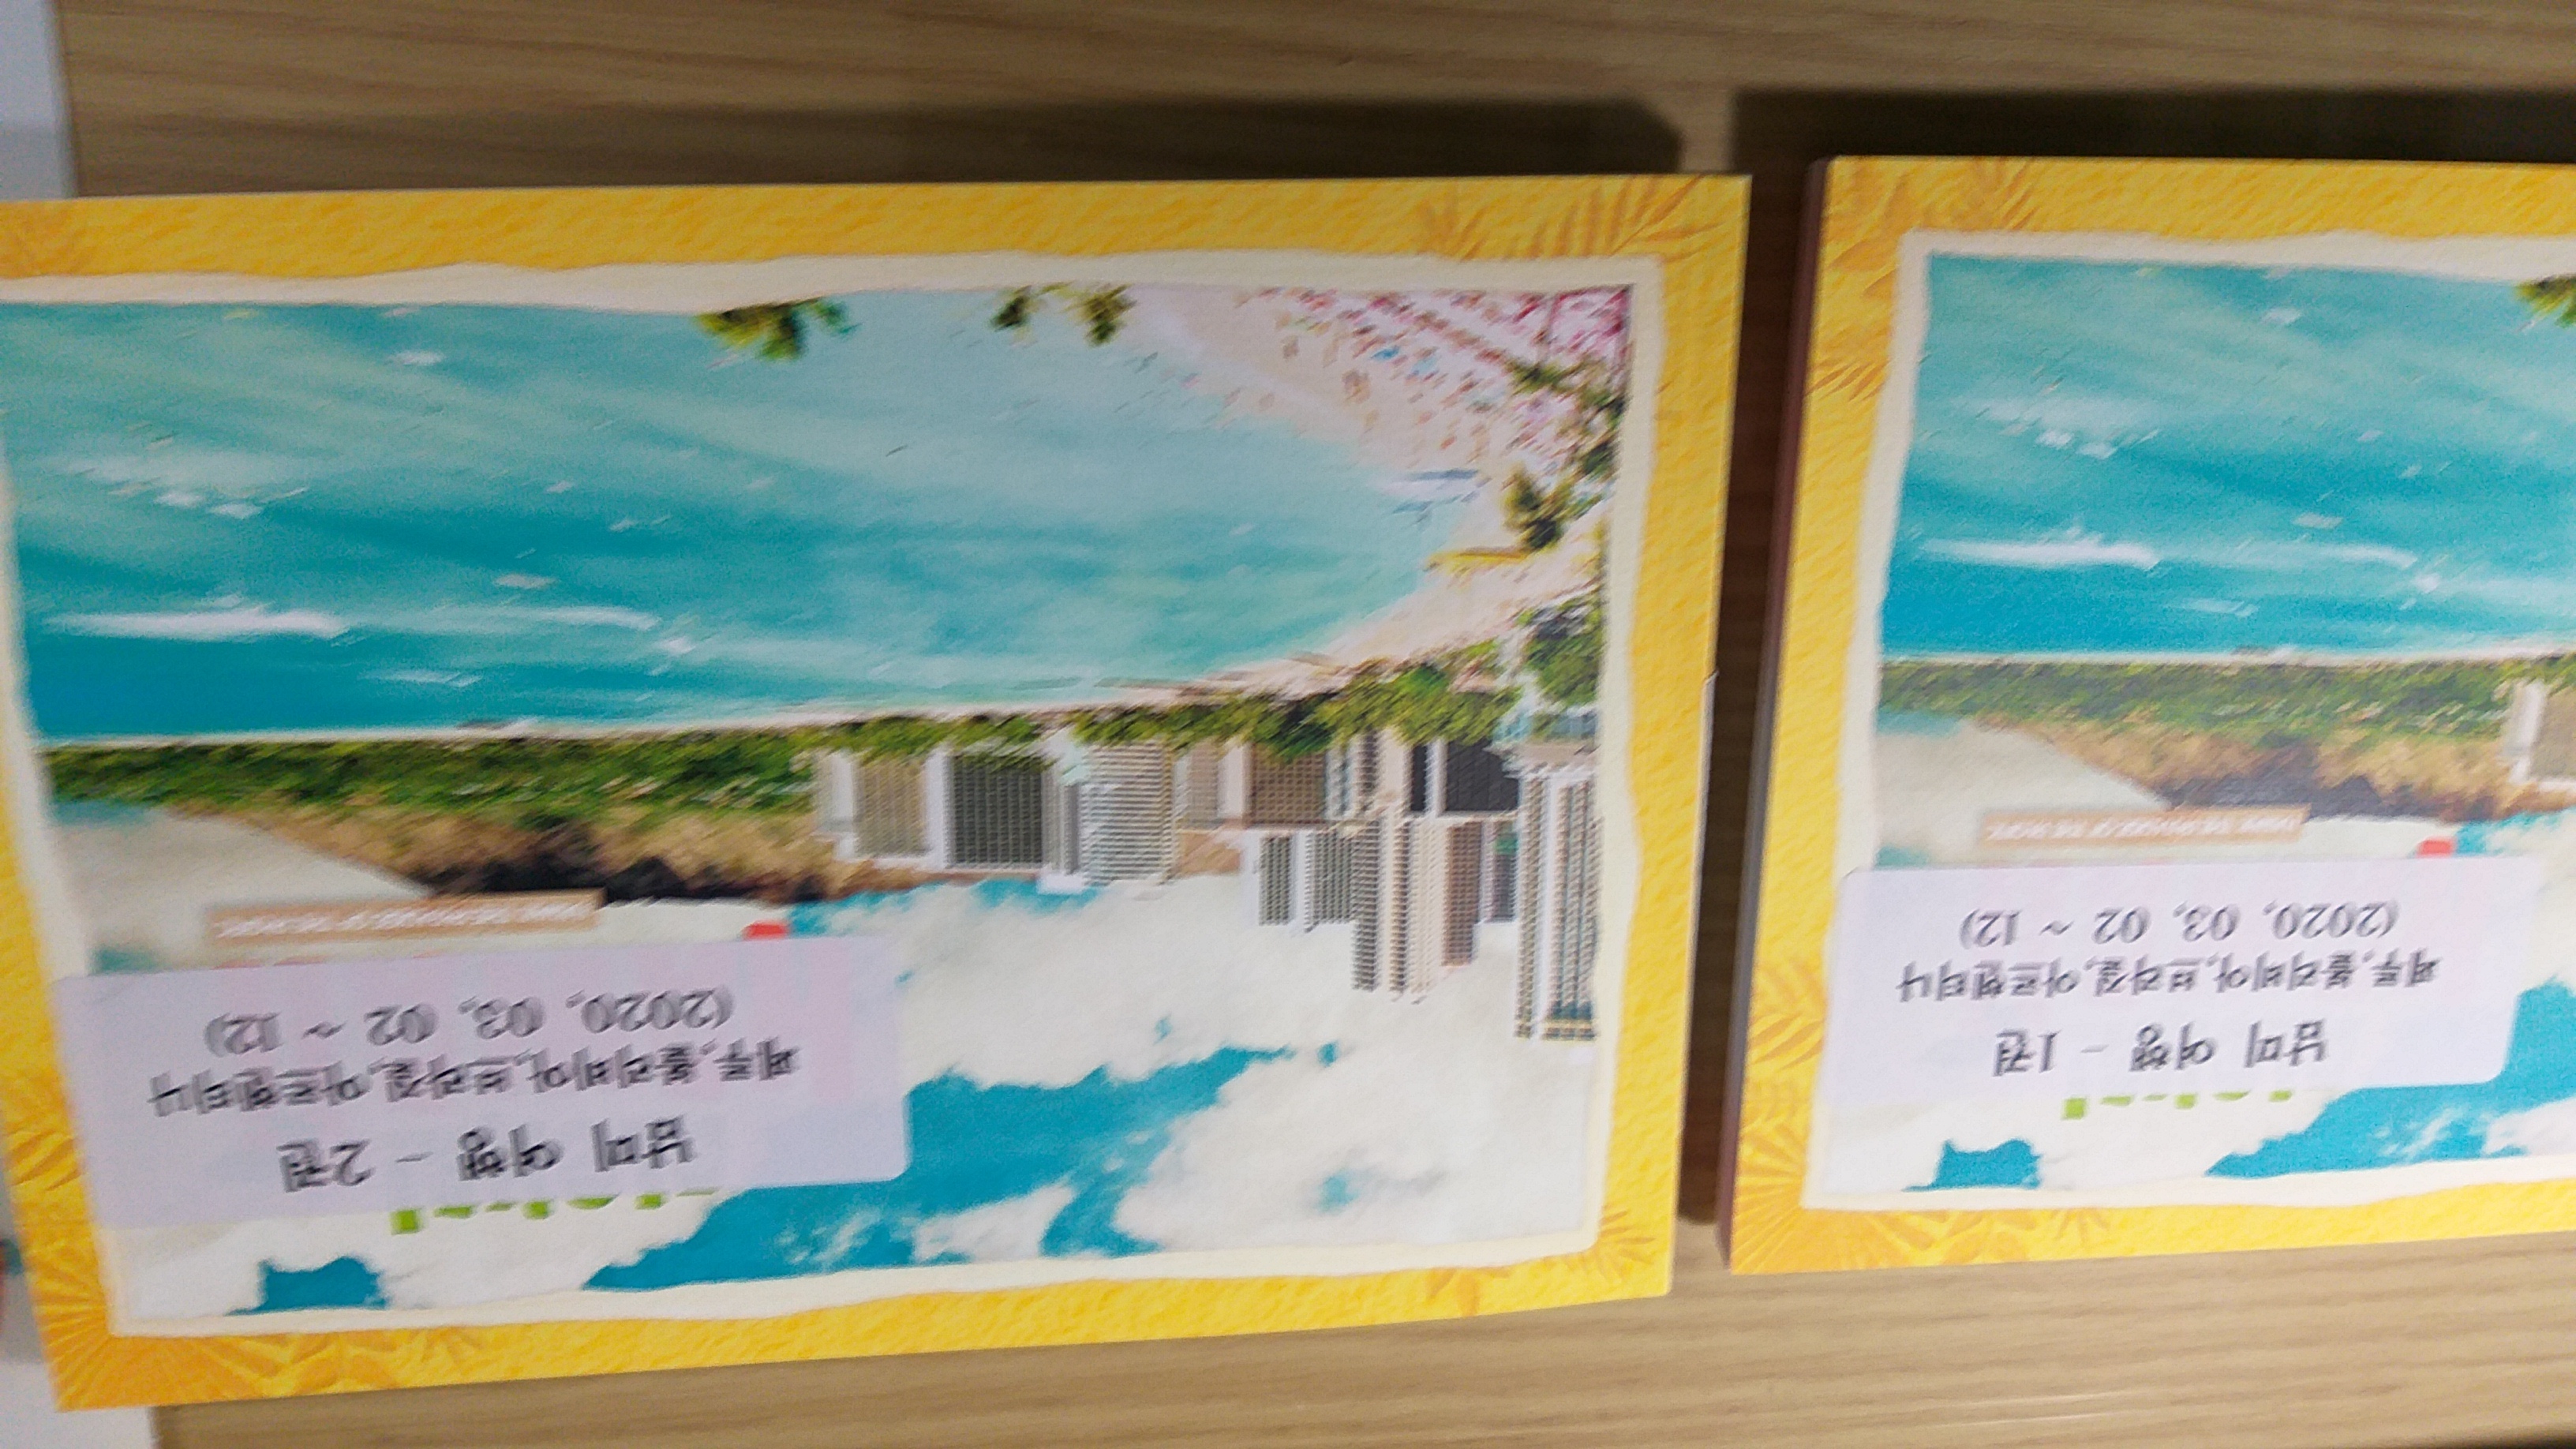 남미 여행 - 1권
페루,볼리비아,브라질,아르헨티나
(2020, 03, 02 ~ 12)
남미 여행 - 2권
페루,볼리비아,브라질,아르헨티나
(2020, 03, 02 ~ 12)